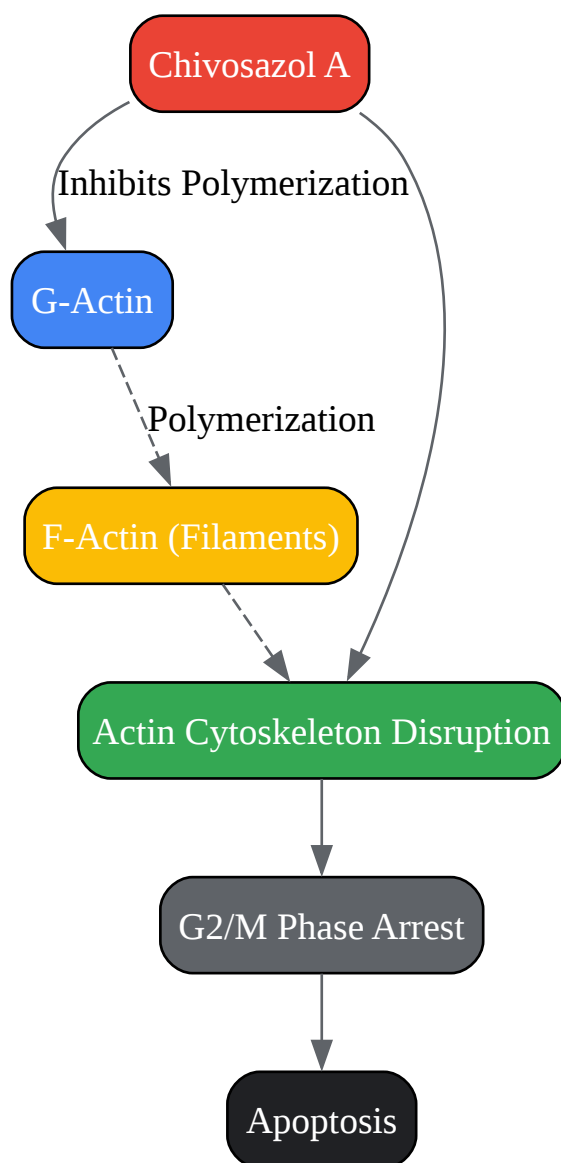 Chivosazol A
Inhibits Polymerization
G-Actin
Polymerization
F-Actin (Filaments)
Actin Cytoskeleton Disruption
G2/M Phase Arrest
Apoptosis